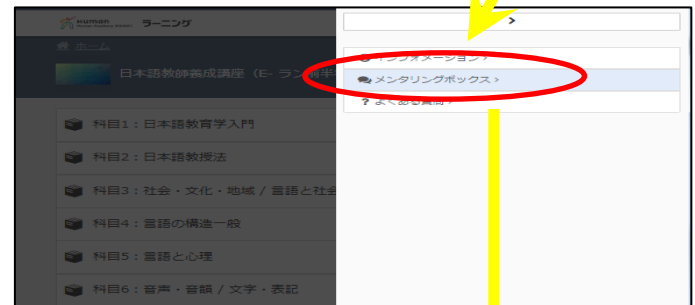 Human ラーニング
ホーム
日本語教師養成講座（E- ラン前半
科目1：日本語教育学入門
科目2：日本語教授法
科目3：社会・文化・地域 / 言語と社会
科目4：言語の構造一般
科目5：言語と心理
科目6：音声・音韻 / 文字・表記
›
インフォメーション ›
メンタリングボックス ›
? よくある質問 ›